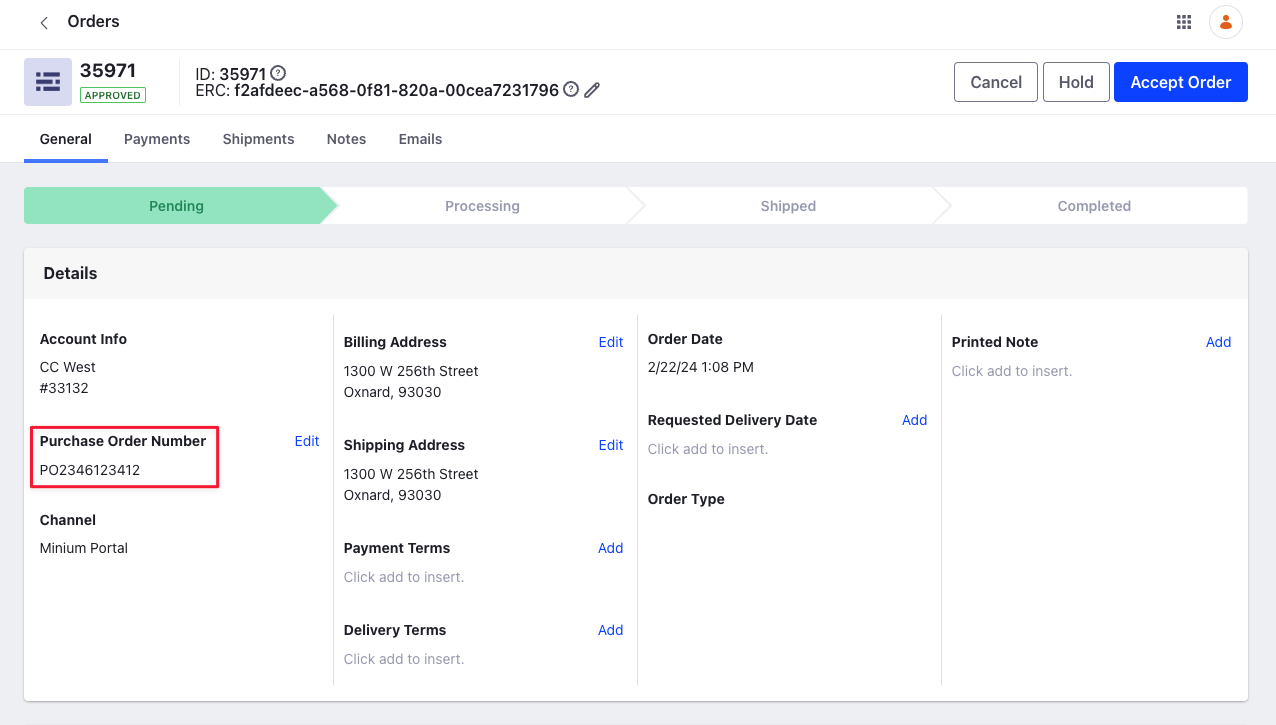 Orders
35971
APPROVED
ID: 35971
ERC: f2afdeec-a568-0f81-820a-00cea7231796
Cancel
Hold
Accept Order
General
Payments
Shipments
Notes
Emails
Pending
Processing
Shipped
Completed
Details
Account Info
CC West
#33132
Purchase Order Number
Edit
PO2346123412
Channel
Minium Portal
Billing Address
Edit
1300 W 256th Street
Oxnard, 93030
Shipping Address
Edit
1300 W 256th Street
Oxnard, 93030
Payment Terms
Add
Click add to insert.
Delivery Terms
Add
Click add to insert.
Order Date
2/22/24 1:08 PM
Requested Delivery Date
Add
Click add to insert.
Order Type
Printed Note
Add
Click add to insert.